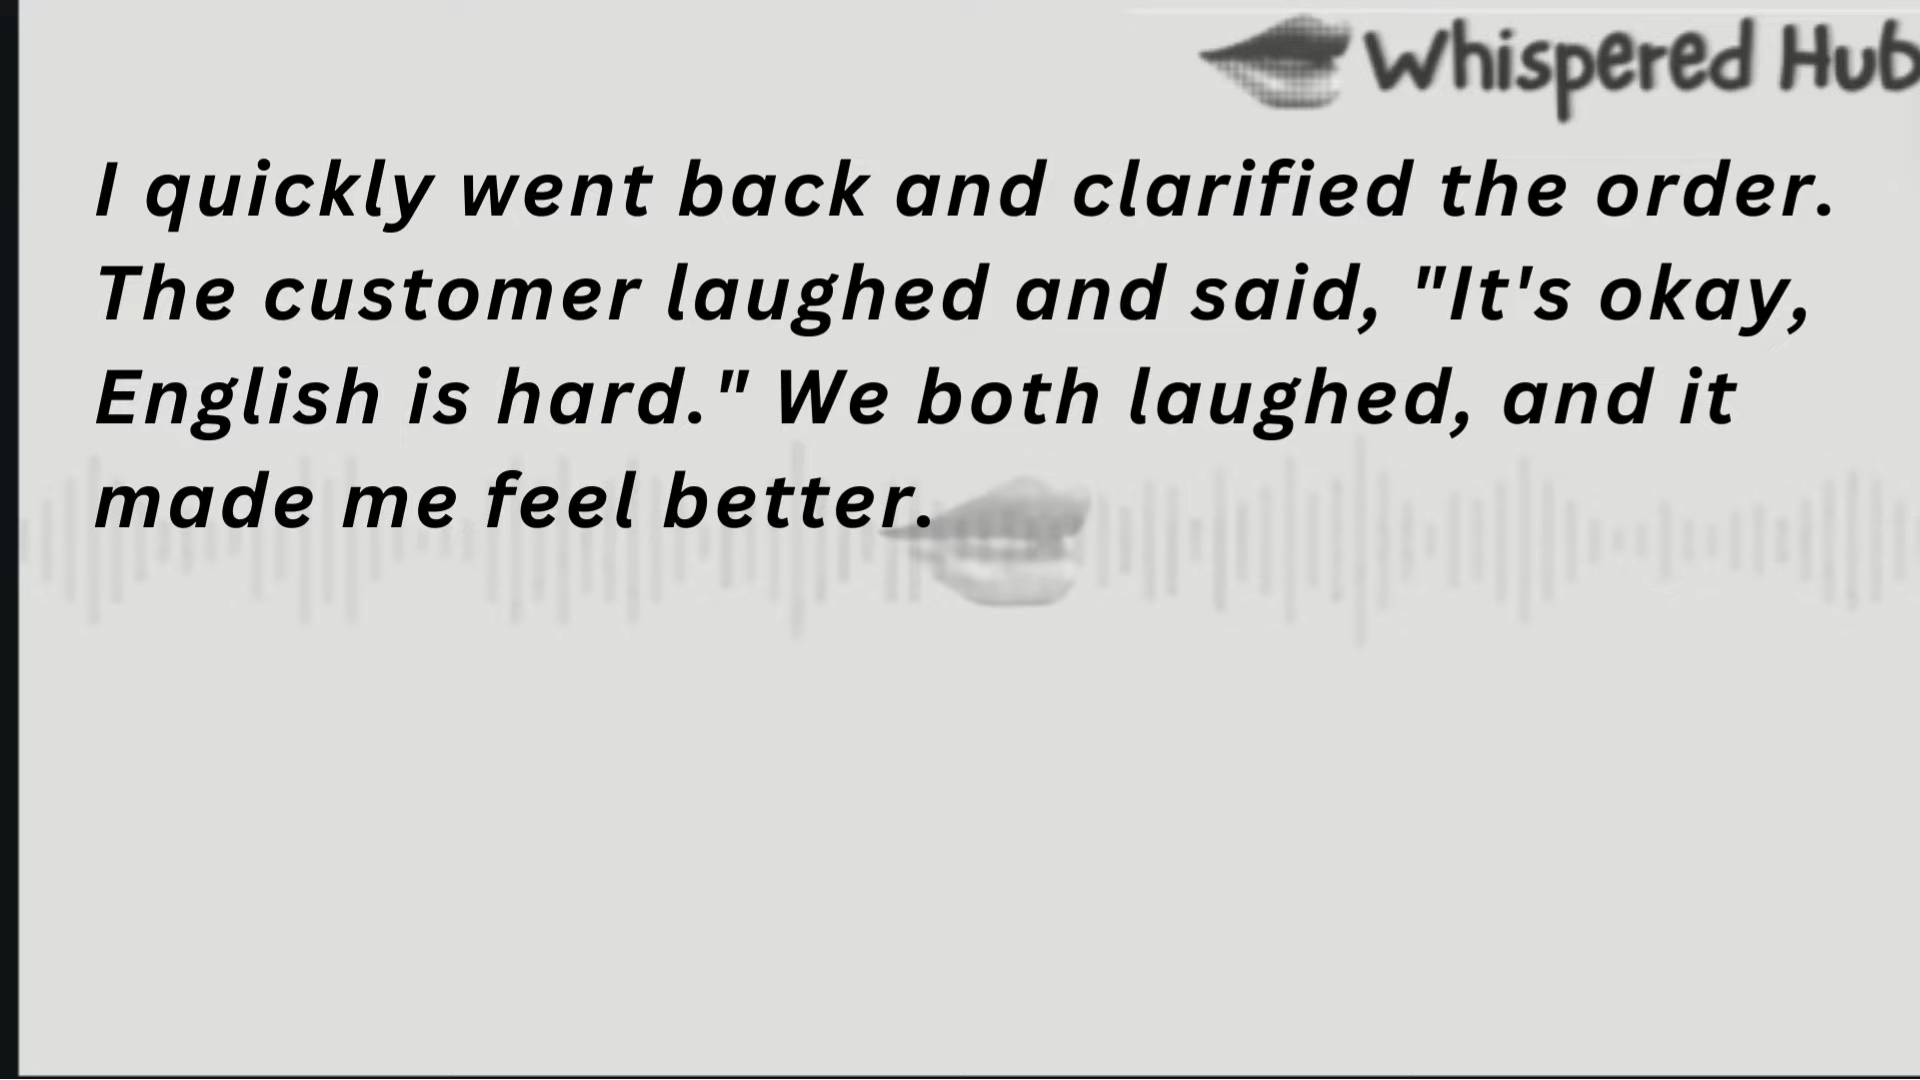 Whispered Hub
I quickly went back and clarified the order.
The customer laughed and said, "It's okay,
English is hard." We both laughed, and it
made me feel better.